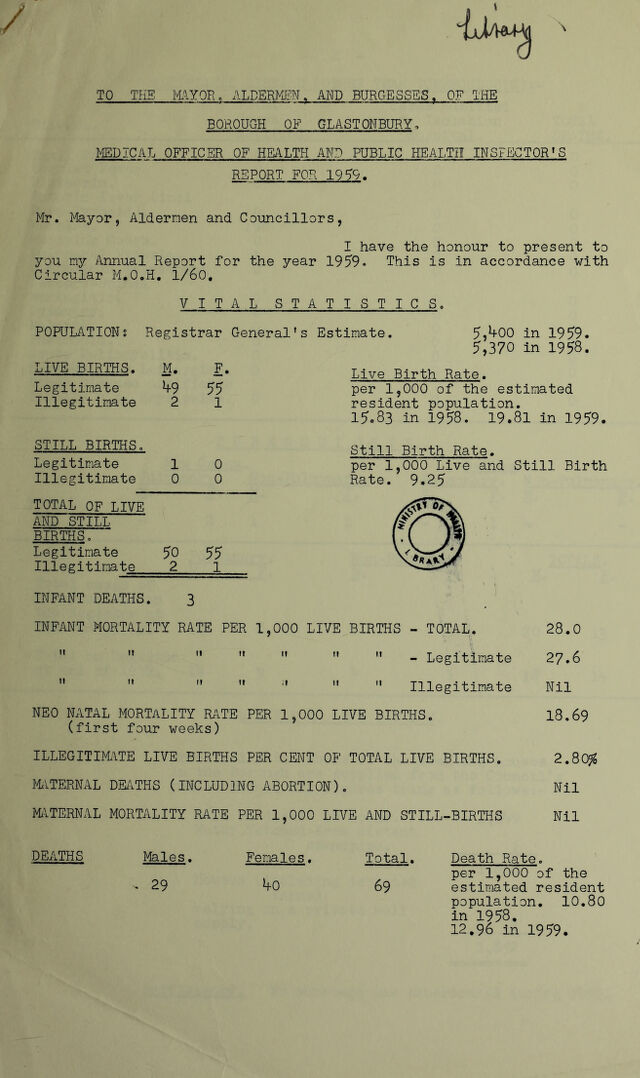 Library
TO THE MAYOR, ALDERMEN, AND BURGESSES, OF THE
BOROUGH OF GLASTONBURY.
MEDICAL OFFICER OF HEALTH AND PUBLIC HEALTH INSPECTOR'S
REPORT FOR 1959.
Mr. Mayor, Aldermen and Councillors,
I have the honour to present to
you my Annual Report for the year 1959. This is in accordance with
Circular M.O.H. 1/60.
VITAL STATISTICS.
POPULATION: Registrar General's Estimate. 5,400 in 1959.
5,370 in 1958.
LIVE BIRTHS. M. F.
Legitimate 49 55
Illegitimate 2 1
Live Birth Rate.
per 1,000 of the estimated
resident population.
15.83 in 1958. 19.81 in 1959.
STILL BIRTHS.
Legitimate 1 0
Illegitimate 0 0
Still Birth Rate.
per 1,000 Live and Still Birth
Rate. 9.25
TOTAL OF LIVE
AND STILL
BIRTHS.
Legitimate 50 55
Illegitimate 2 1
MINISTRY OF HEALTH
LIBRARY
INFANT DEATHS. 3
INFANT MORTALITY RATE PER 1,000 LIVE BIRTHS - TOTAL. 28.0
" " " " " " " - Legitimate 27.6
" " " " " " " Illegitimate Nil
NEO NATAL MORTALITY RATE PER 1,000 LIVE BIRTHS. 18.69
(first four weeks)
ILLEGITIMATE LIVE BIRTHS PER CENT OF TOTAL LIVE BIRTHS. 2.80%
MATERNAL DEATHS (INCLUDING ABORTION). Nil
MATERNAL MORTALITY RATE PER 1,000 LIVE AND STILL-BIRTHS Nil
DEATHS Males. Females. Total.
29 40 69
Death Rate.
per 1,000 of the
estimated resident
population. 10.80
in 1958.
12.96 in 1959.